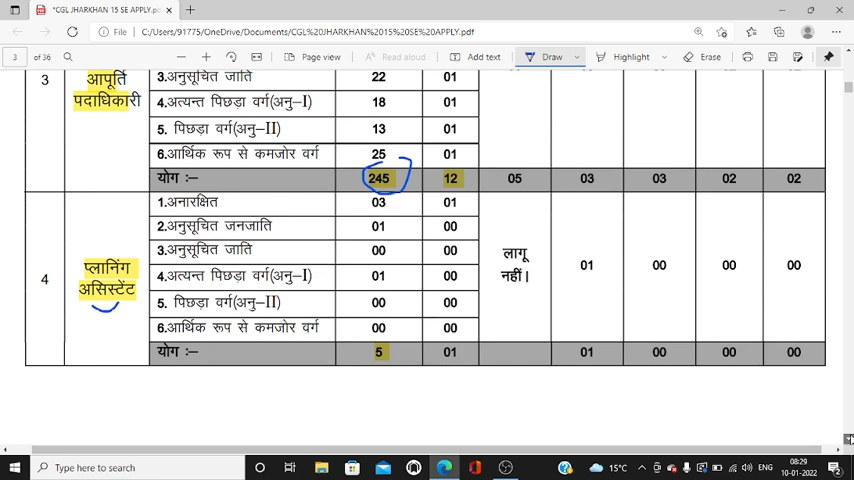 *CGL JHARKHAN 15 SE APPLY.pdf
File C:/Users/91775/OneDrive/Documents/CGL%20JHARKHAN%2015%20SE%20APPLY.pdf
3 of 36 Page view Read aloud Add text Draw Highlight Erase
3 आपूर्ति पदाधिकारी
3.अनुसूचित जाति 22 01
4.अत्यन्त पिछड़ा वर्ग(अनु-I) 18 01
5. पिछड़ा वर्ग(अनु-II) 13 01
6.आर्थिक रूप से कमजोर वर्ग 25 01
योग :- 245 12 05 03 03 02 02
4 प्लानिंग असिस्टेंट
1.अनारक्षित 03 01
2.अनुसूचित जनजाति 01 00
3.अनुसूचित जाति 00 00
4.अत्यन्त पिछड़ा वर्ग(अनु-I) 01 00
5. पिछड़ा वर्ग(अनु-II) 00 00
6.आर्थिक रूप से कमजोर वर्ग 00 00
लागू नहीं। 01 00 00 00
योग :- 5 01 01 00 00 00
Type here to search 15°C ENG 08:29
10-01-2022 2